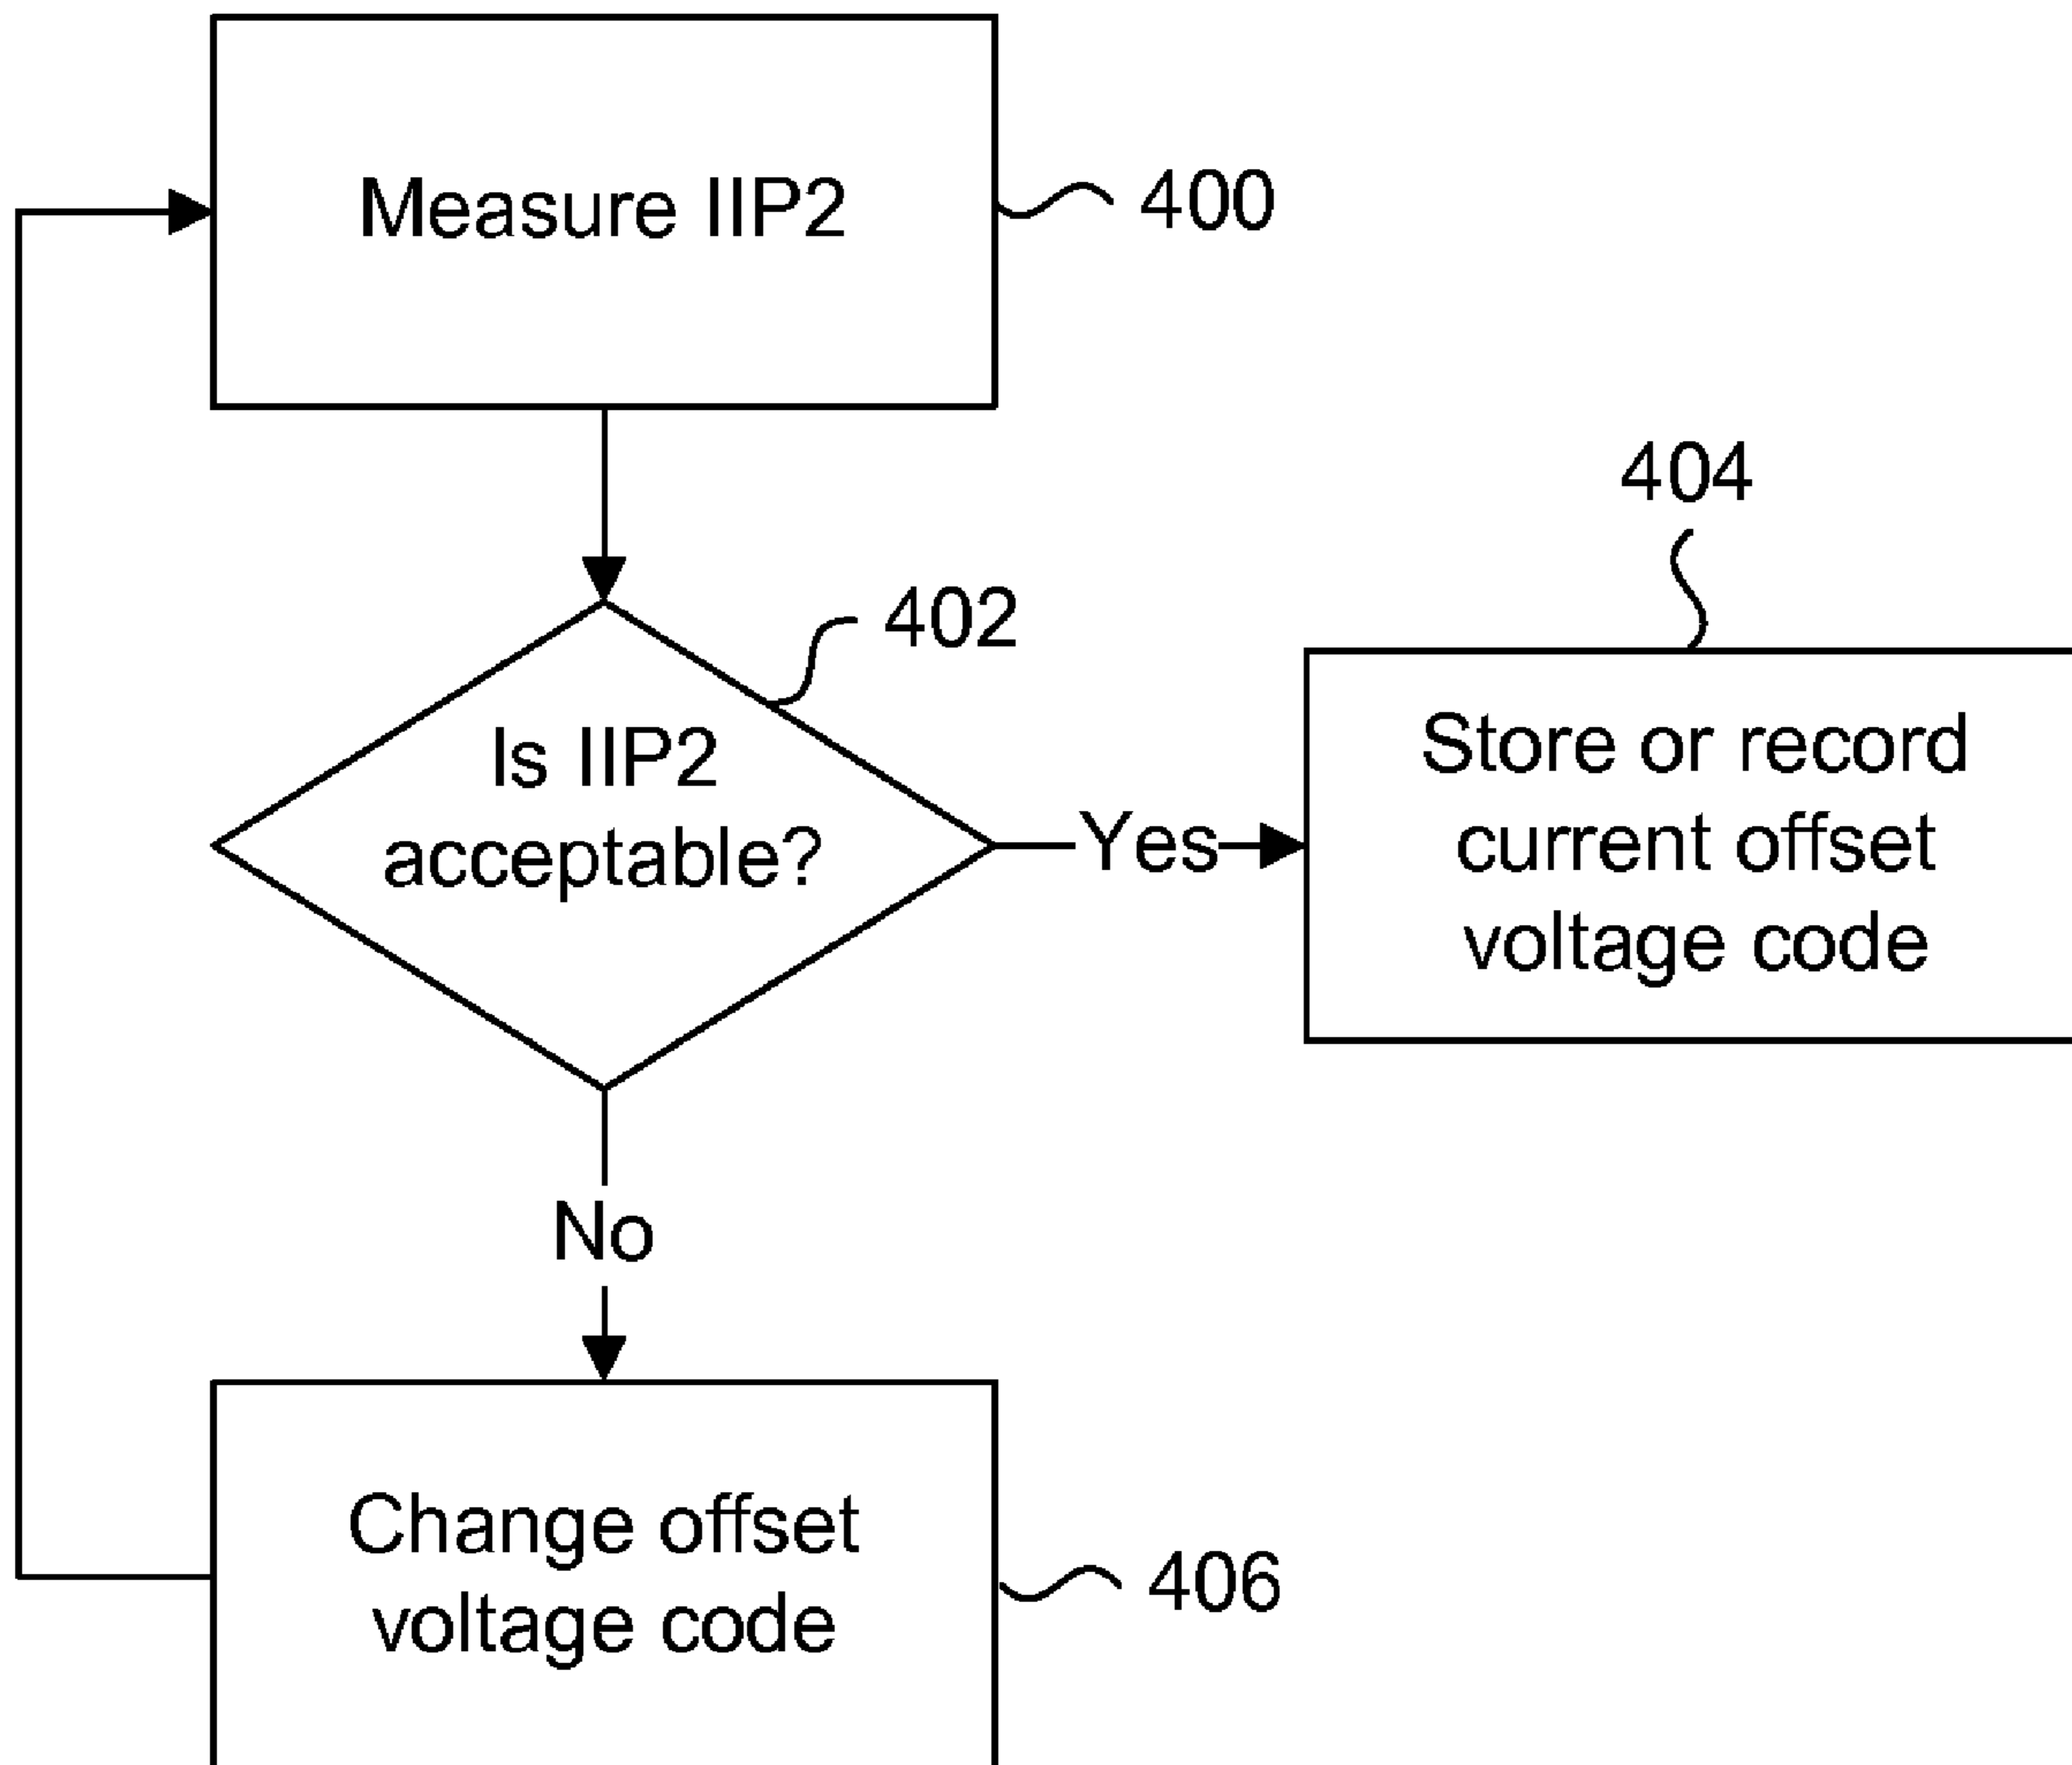 Measure IIP2
400
404
402
Is IIP2
acceptable?
Yes
Store or record
current offset
voltage code
No
Change offset
voltage code
406